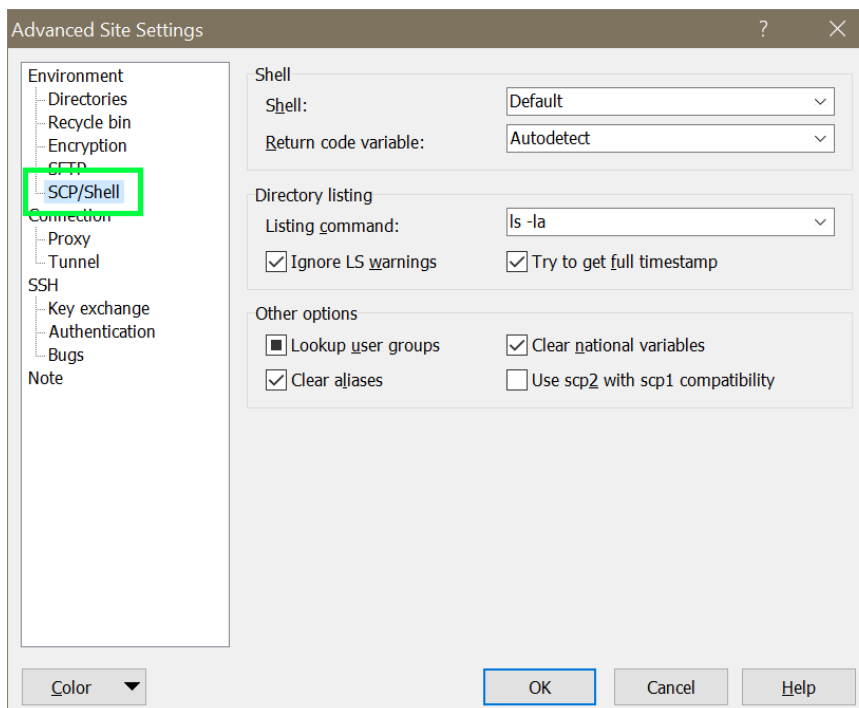 Advanced Site Settings ?
Environment
Directories
Recycle bin
Encryption
SFTP
SCP/Shell
Connection
Proxy
Tunnel
SSH
Key exchange
Authentication
Bugs
Note
Shell
Shell: Default
Return code variable: Autodetect
Directory listing
Listing command: ls -la
Ignore LS warnings Try to get full timestamp
Other options
Lookup user groups Clear national variables
Clear aliases Use scp2 with scp1 compatibility
Color OK Cancel Help